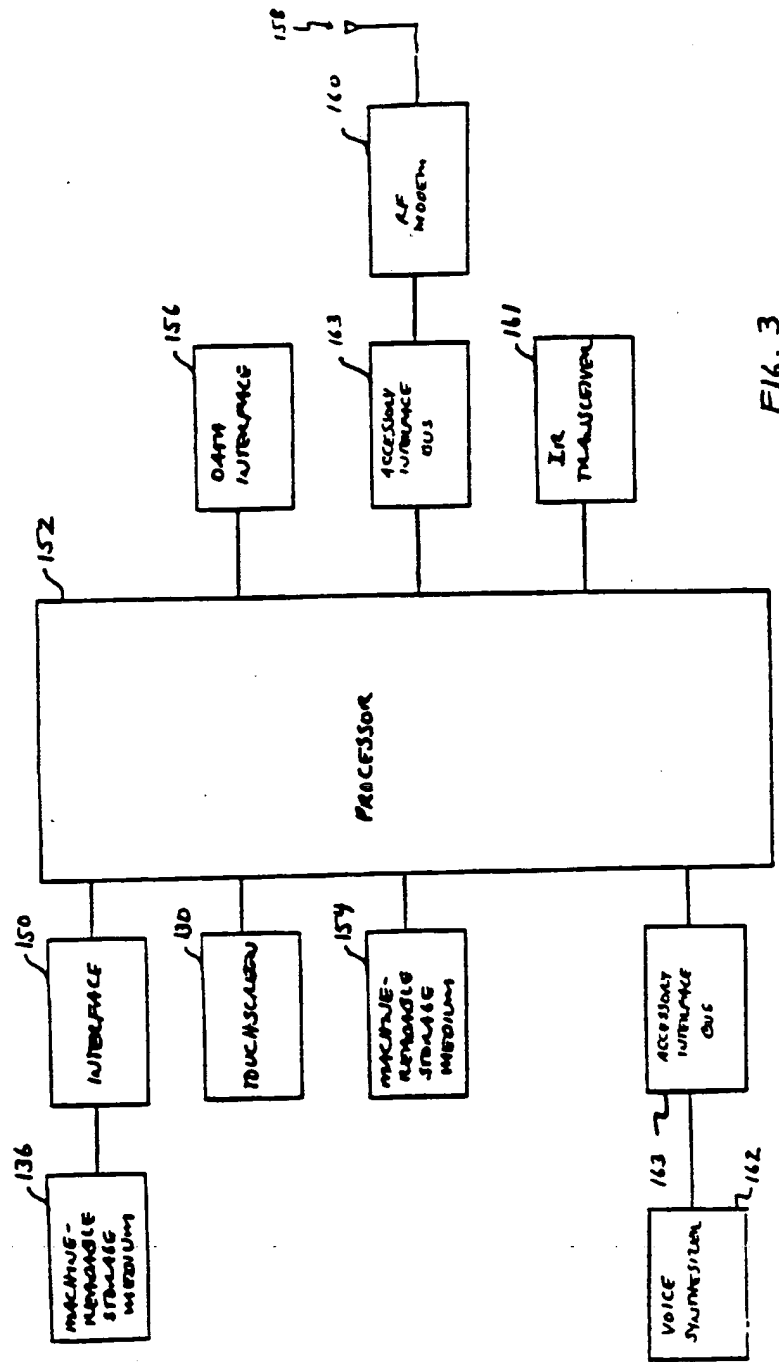 136
MACHINE-
READABLE
STORAGE
MEDIUM
150
INTERFACE
130
TOUCHSCREEN
154
MACHINE-
READABLE
STORAGE
MEDIUM
163
ACCESSORY
INTERFACE
BUS
162
VOICE
SYNTHESIZER
152
PROCESSOR
156
DATA
INTERFACE
163
ACCESSORY
INTERFACE
BUS
160
RF
MODEM
158
161
IR
TRANSCEIVER
FIG. 3